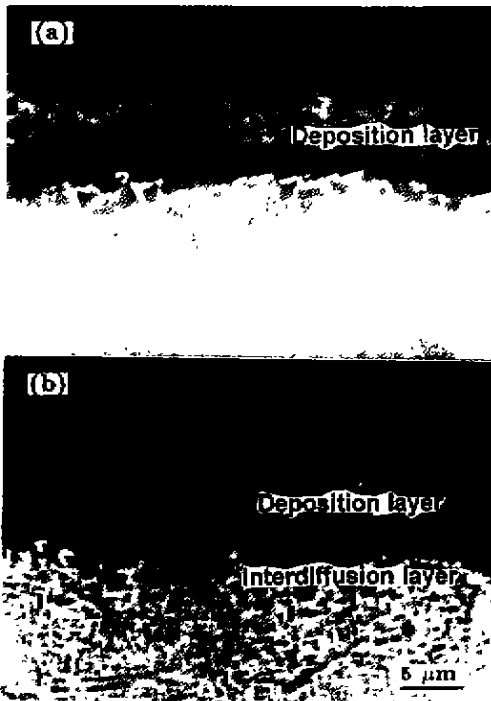 (a)
Deposition layer
(b)
Deposition layer
Interdiffusion layer
5 μm